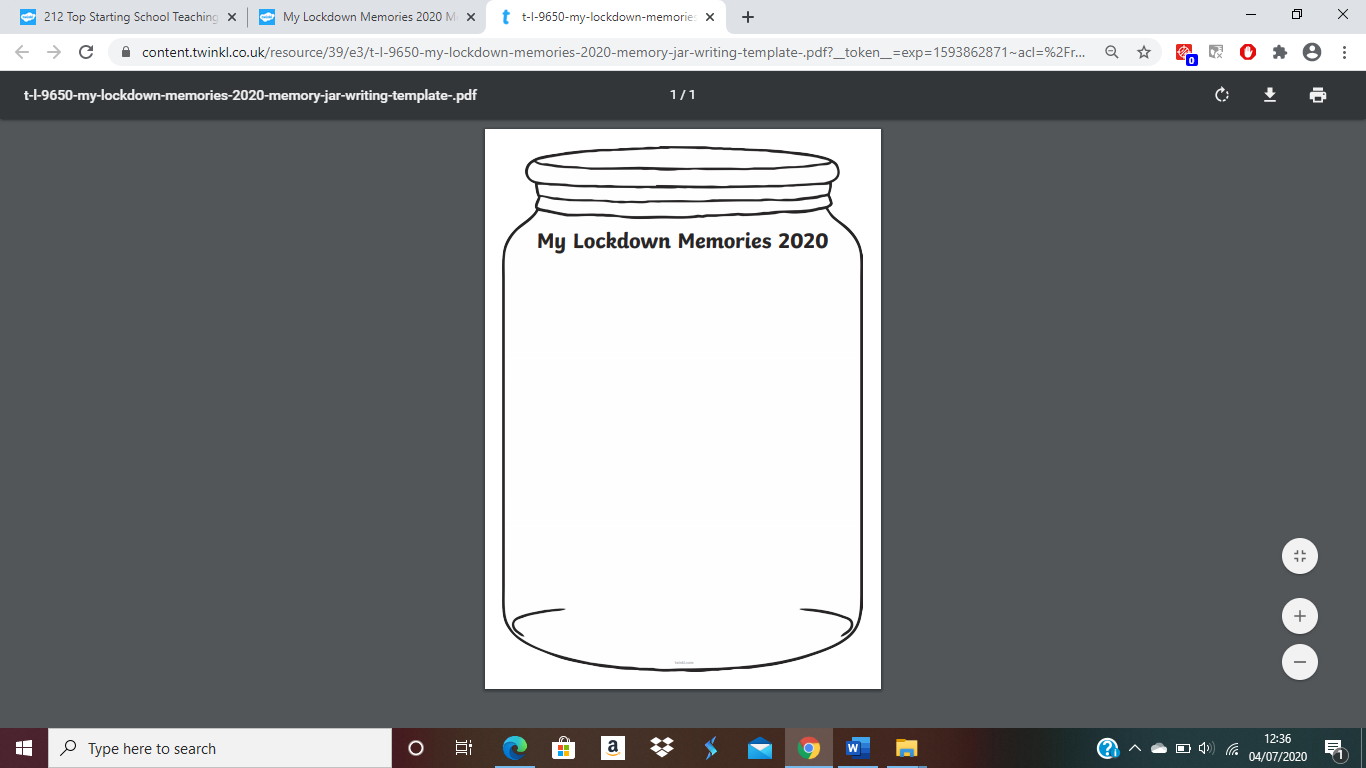 212 Top Starting School Teaching
My Lockdown Memories 2020 M
t-l-9650-my-lockdown-memories
content.twinkl.co.uk/resource/39/e3/t-l-9650-my-lockdown-memories-2020-memory-jar-writing-template-.pdf?__token__=exp=1593862871~acl=%2Fr...
0
t-l-9650-my-lockdown-memories-2020-memory-jar-writing-template-.pdf
1 / 1
My Lockdown Memories 2020
Type here to search
12:36
04/07/2020
1